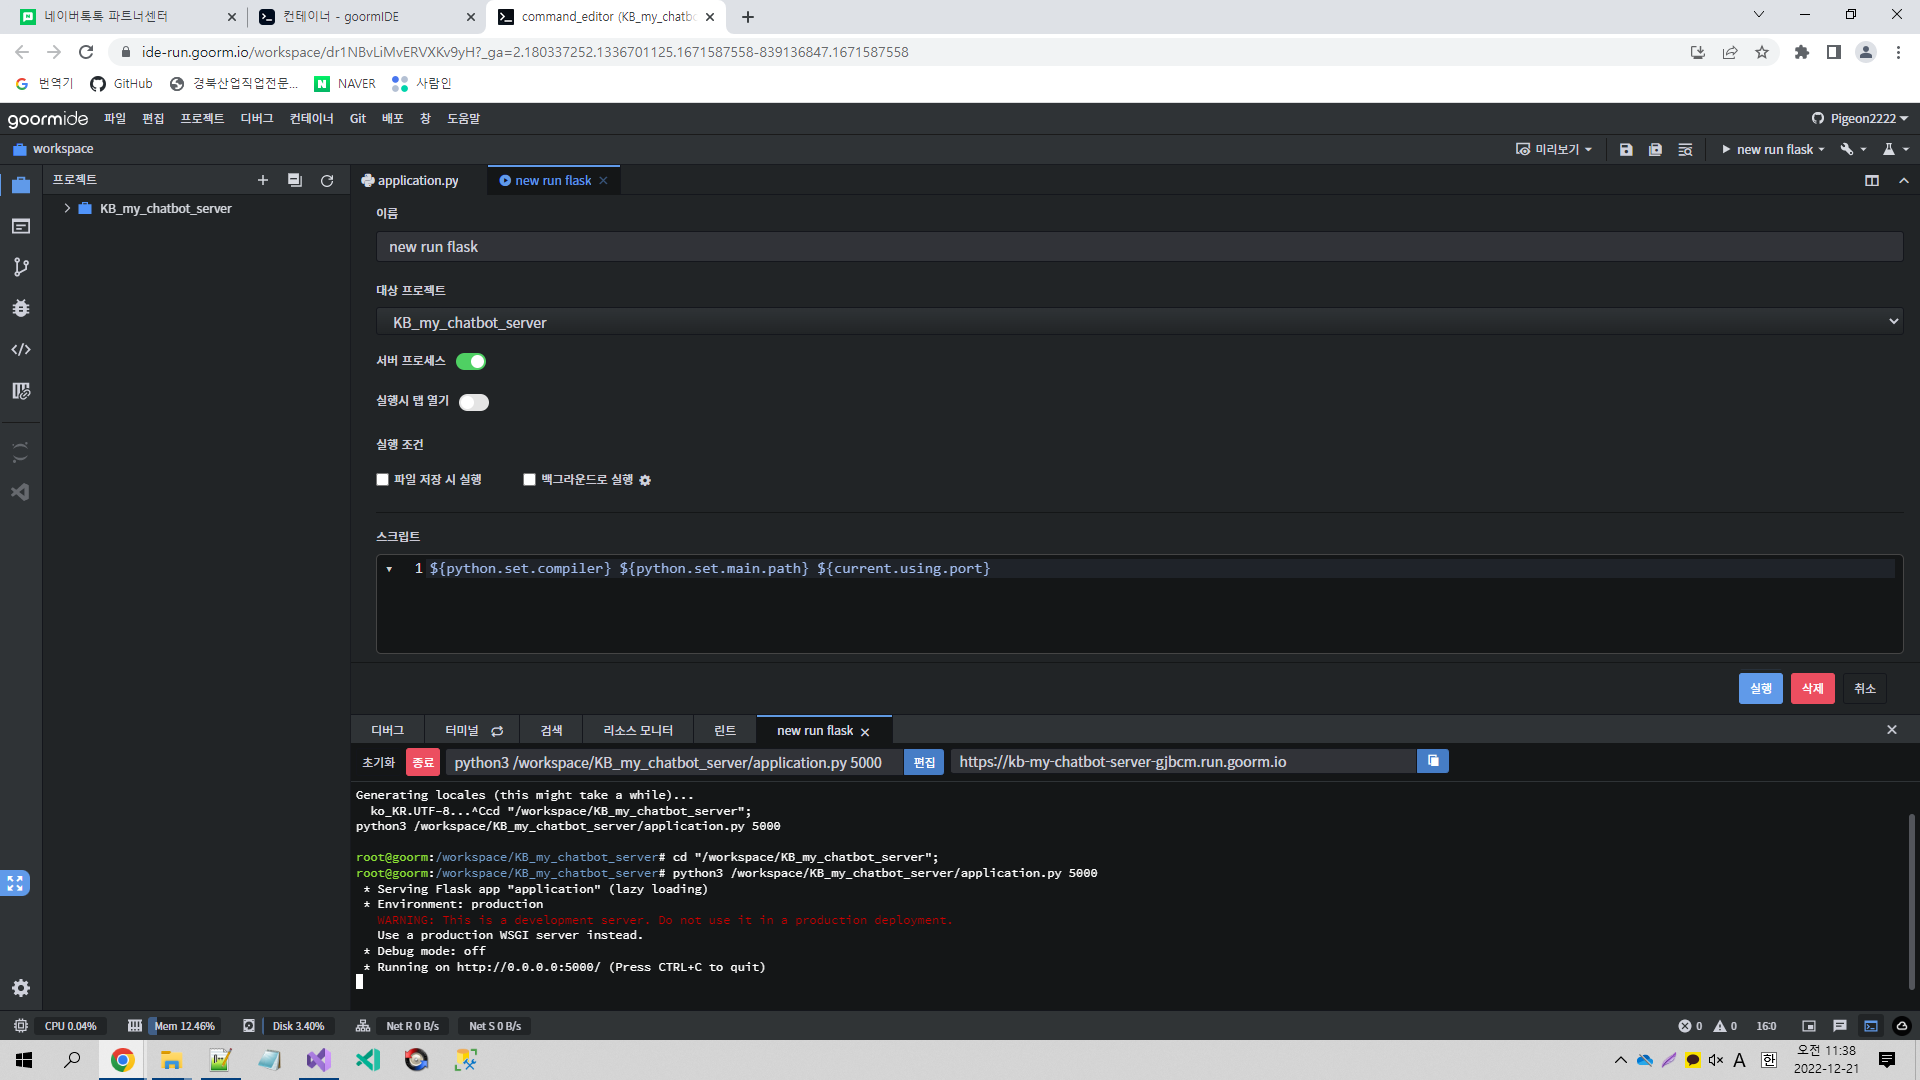 네이버톡톡 파트너센터
컨테이너 - goormIDE
command_editor (KB_my_chatbo
ide-run.goorm.io/workspace/dr1NBvLiMvERVXKv9yH?_ga=2.180337252.1336701125.1671587558-839136847.1671587558
번역기
GitHub
경북산업직업전문...
NAVER
사람인
goormide 파일 편집 프로젝트 디버그 컨테이너 Git 배포 창 도움말
Pigeon2222
workspace
미리보기
new run flask
프로젝트
application.py
new run flask
KB_my_chatbot_server
이름
new run flask
대상 프로젝트
KB_my_chatbot_server
서버 프로세스
실행시 탭 열기
실행 조건
파일 저장 시 실행
백그라운드로 실행
스크립트
1 ${python.set.compiler} ${python.set.main.path} ${current.using.port}
실행 삭제 취소
디버그 터미널 검색 리소스 모니터 린트 new run flask
초기화 종료 python3 /workspace/KB_my_chatbot_server/application.py 5000 편집 https://kb-my-chatbot-server-gjbcm.run.goorm.io
Generating locales (this might take a while)...
ko_KR.UTF-8...^Ccd "/workspace/KB_my_chatbot_server";
python3 /workspace/KB_my_chatbot_server/application.py 5000
root@goorm:/workspace/KB_my_chatbot_server# cd "/workspace/KB_my_chatbot_server";
root@goorm:/workspace/KB_my_chatbot_server# python3 /workspace/KB_my_chatbot_server/application.py 5000
* Serving Flask app "application" (lazy loading)
* Environment: production
WARNING: This is a development server. Do not use it in a production deployment.
Use a production WSGI server instead.
* Debug mode: off
* Running on http://0.0.0.0:5000/ (Press CTRL+C to quit)
CPU 0.04% Mem 12.46% Disk 3.40% Net R 0 B/s Net S 0 B/s
0 0 16:0
A 한
오전 11:38
2022-12-21